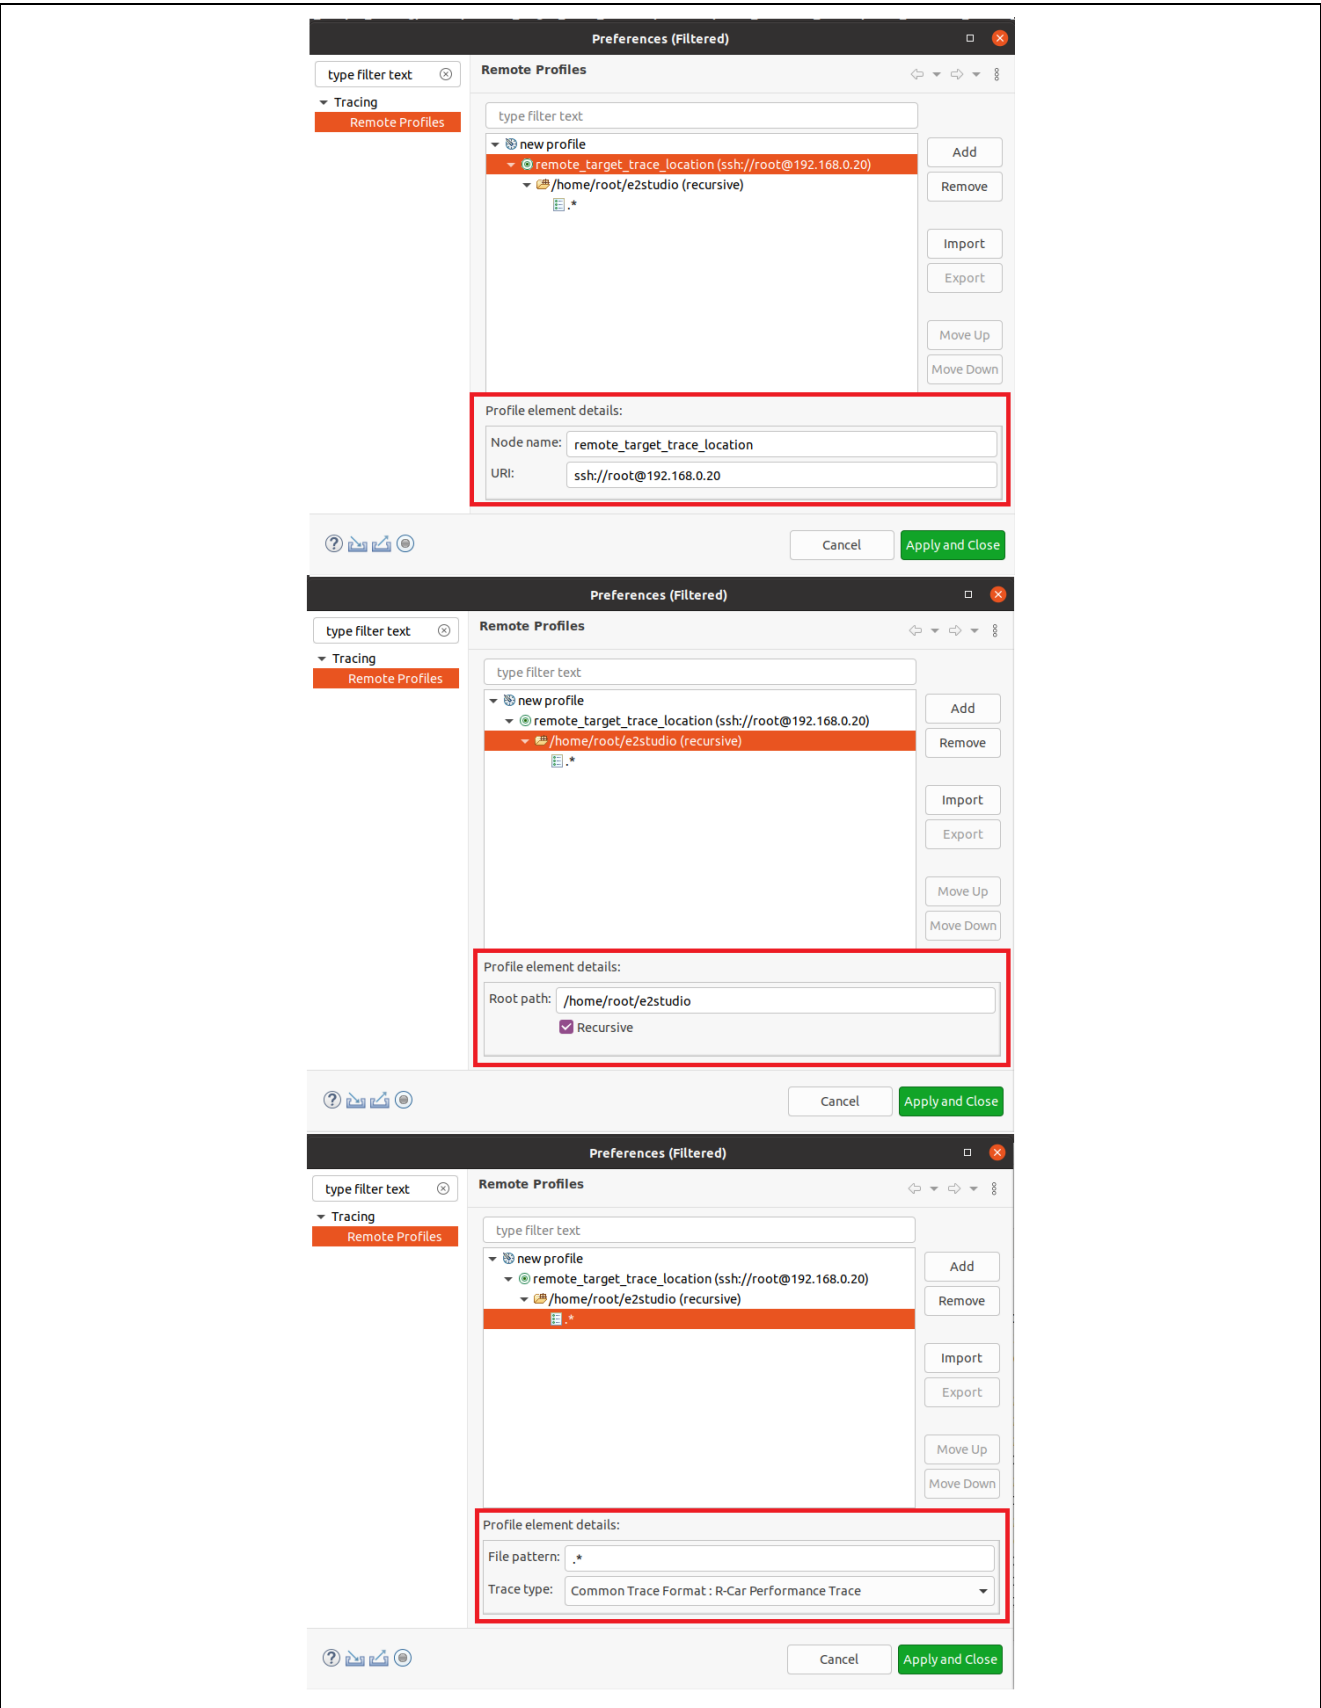 Preferences (Filtered)
type filter text
Remote Profiles
Tracing
Remote Profiles
type filter text
new profile
remote_target_trace_location (ssh://root@192.168.0.20)
/home/root/e2studio (recursive)
.*
Add
Remove
Import
Export
Move Up
Move Down
Profile element details:
Node name: remote_target_trace_location
URI: ssh://root@192.168.0.20
Cancel
Apply and Close
Preferences (Filtered)
type filter text
Remote Profiles
Tracing
Remote Profiles
type filter text
new profile
remote_target_trace_location (ssh://root@192.168.0.20)
/home/root/e2studio (recursive)
.*
Add
Remove
Import
Export
Move Up
Move Down
Profile element details:
Root path: /home/root/e2studio
Recursive
Cancel
Apply and Close
Preferences (Filtered)
type filter text
Remote Profiles
Tracing
Remote Profiles
type filter text
new profile
remote_target_trace_location (ssh://root@192.168.0.20)
/home/root/e2studio (recursive)
.*
Add
Remove
Import
Export
Move Up
Move Down
Profile element details:
File pattern: .*
Trace type: Common Trace Format : R-Car Performance Trace
Cancel
Apply and Close